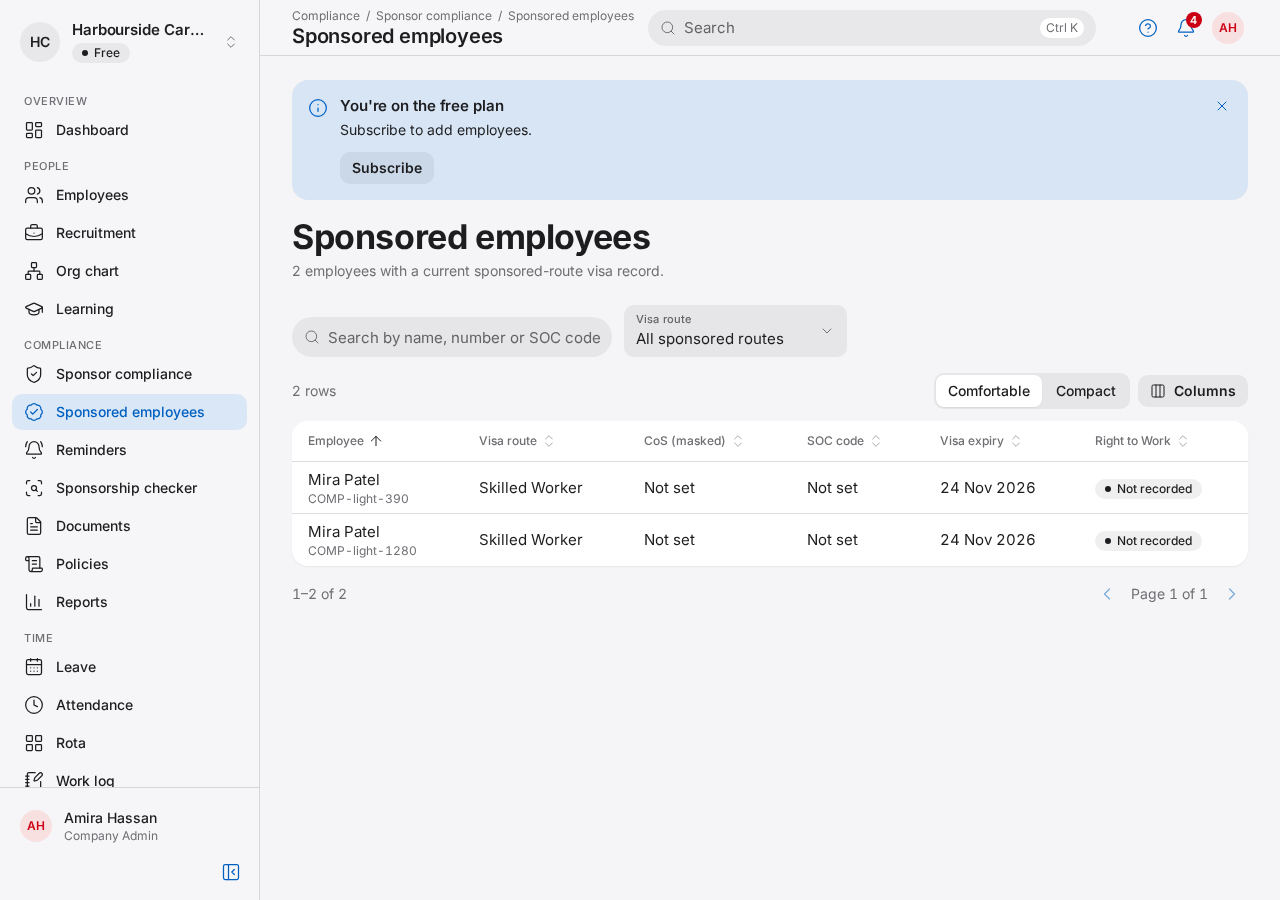 HC
Harbourside Car...
Free
OVERVIEW
Dashboard
PEOPLE
Employees
Recruitment
Org chart
Learning
COMPLIANCE
Sponsor compliance
Sponsored employees
Reminders
Sponsorship checker
Documents
Policies
Reports
TIME
Leave
Attendance
Rota
Work log
AH
Amira Hassan
Company Admin
Compliance / Sponsor compliance / Sponsored employees
Sponsored employees
Search
Ctrl K
4
AH
You're on the free plan
Subscribe to add employees.
Subscribe
Sponsored employees
2 employees with a current sponsored-route visa record.
Search by name, number or SOC code
Visa route
All sponsored routes
2 rows
Comfortable Compact Columns
Employee Visa route CoS (masked) SOC code Visa expiry Right to Work
Mira Patel
COMP-light-390
Skilled Worker Not set Not set 24 Nov 2026 Not recorded
Mira Patel
COMP-light-1280
Skilled Worker Not set Not set 24 Nov 2026 Not recorded
1–2 of 2
Page 1 of 1